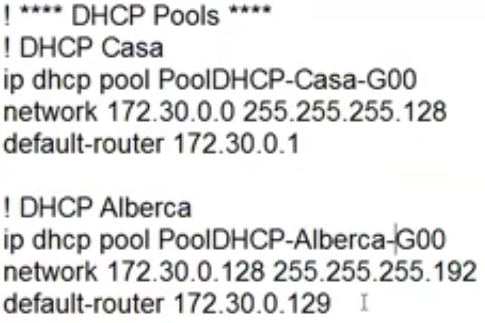 ! **** DHCP Pools ****
! DHCP Casa
ip dhcp pool PoolDHCP-Casa-G00
network 172.30.0.0 255.255.255.128
default-router 172.30.0.1

! DHCP Alberca
ip dhcp pool PoolDHCP-Alberca-G00
network 172.30.0.128 255.255.255.192
default-router 172.30.0.129